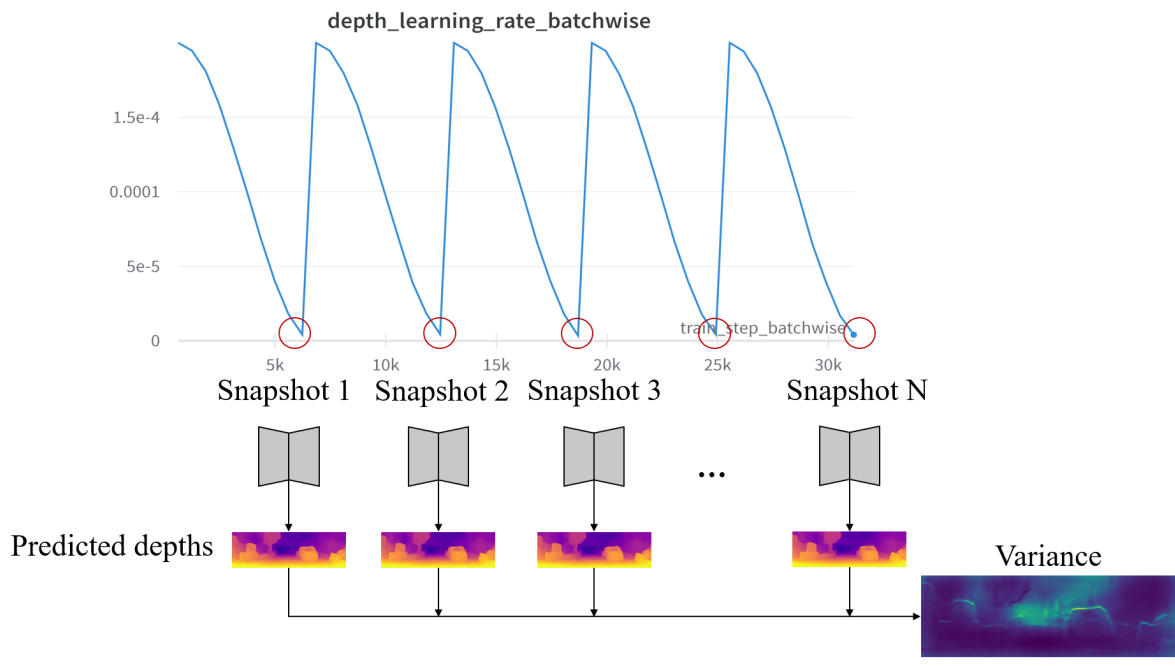 depth_learning_rate_batchwise
1.5e-4
0.0001
5e-5
train_step_batchwise
0
5k 10k 15k 20k 25k 30k
Snapshot 1 Snapshot 2 Snapshot 3 Snapshot N
...
Predicted depths
Variance